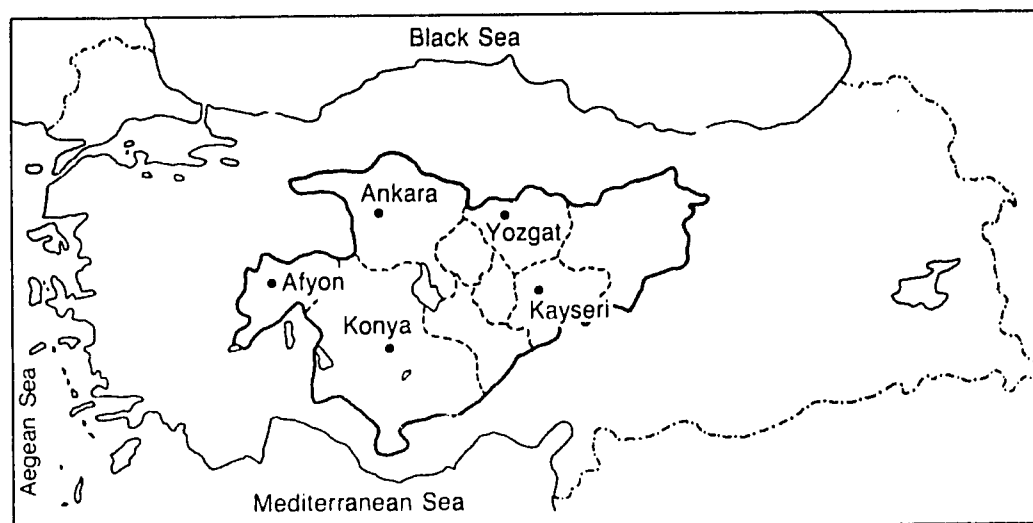 Black Sea
Ankara
Yozgat
Afyon
Kayseri
Konya
Aegean Sea
Mediterranean Sea